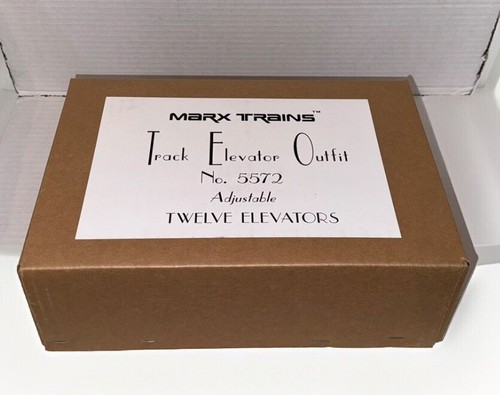 MARX TRAINS™
Track Elevator Outfit
No. 5572
Adjustable
TWELVE ELEVATORS